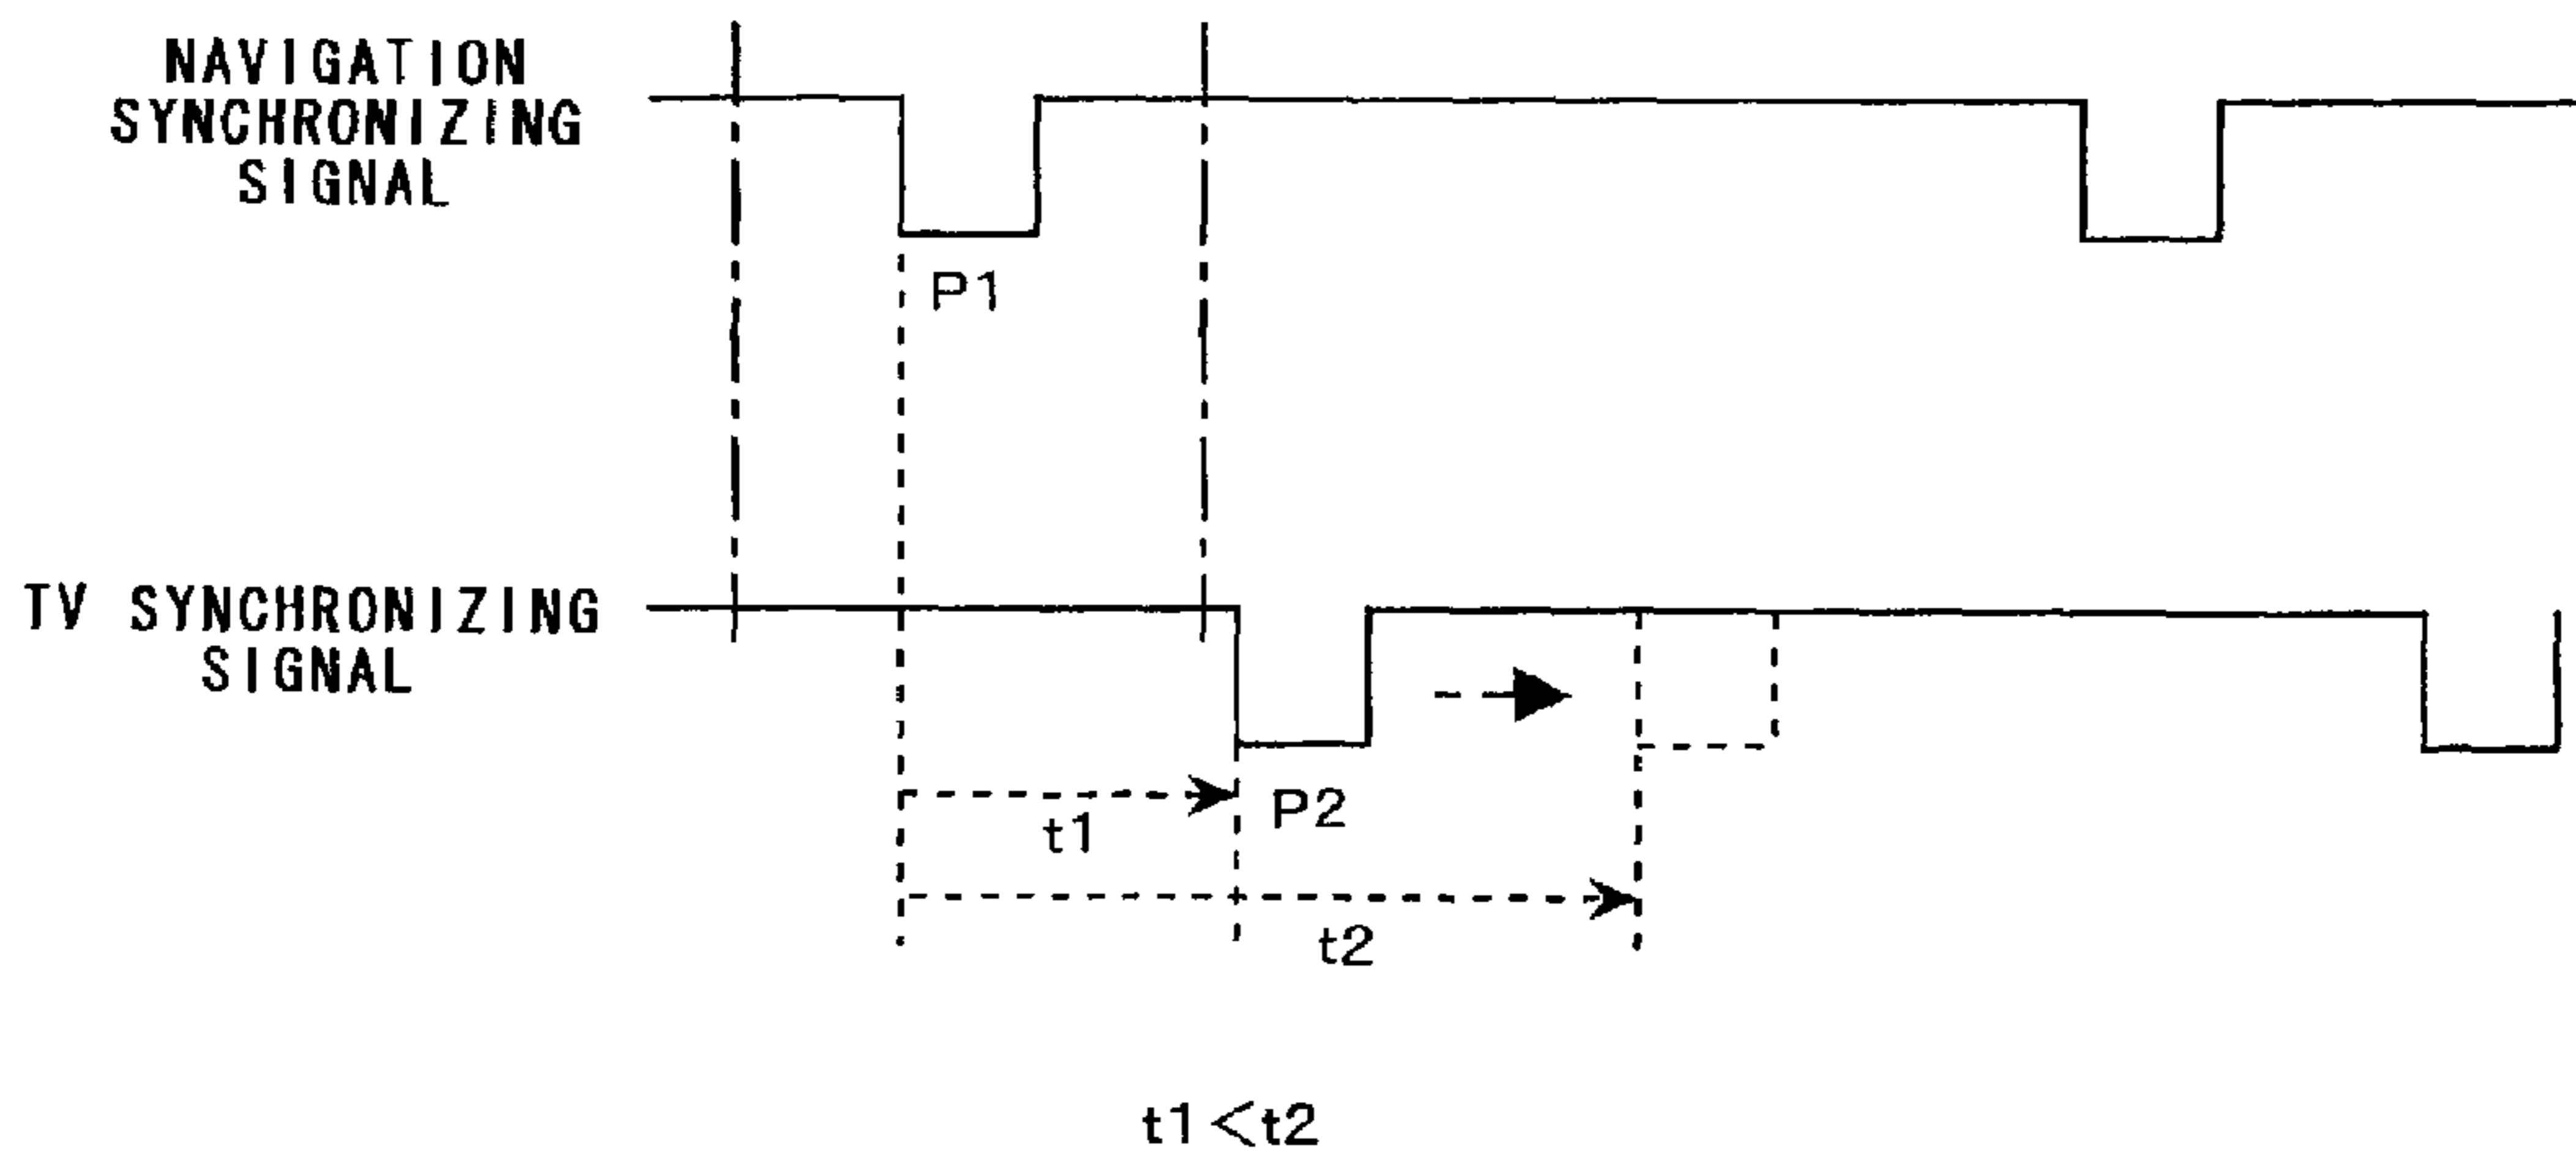 NAVIGATION
SYNCHRONIZING
SIGNAL
P1
TV SYNCHRONIZING
SIGNAL
t1
P2
t2
t1<t2